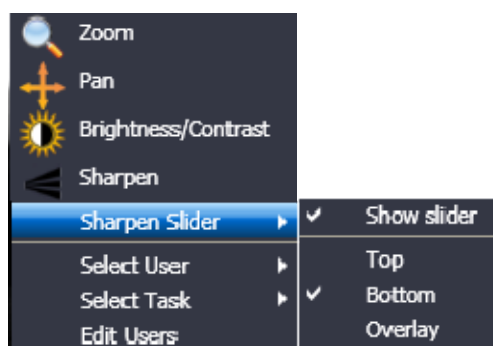 Zoom
Pan
Brightness/Contrast
Sharpen
Sharpen Slider
Show slider
Select User
Top
Select Task
Bottom
Edit Users
Overlay